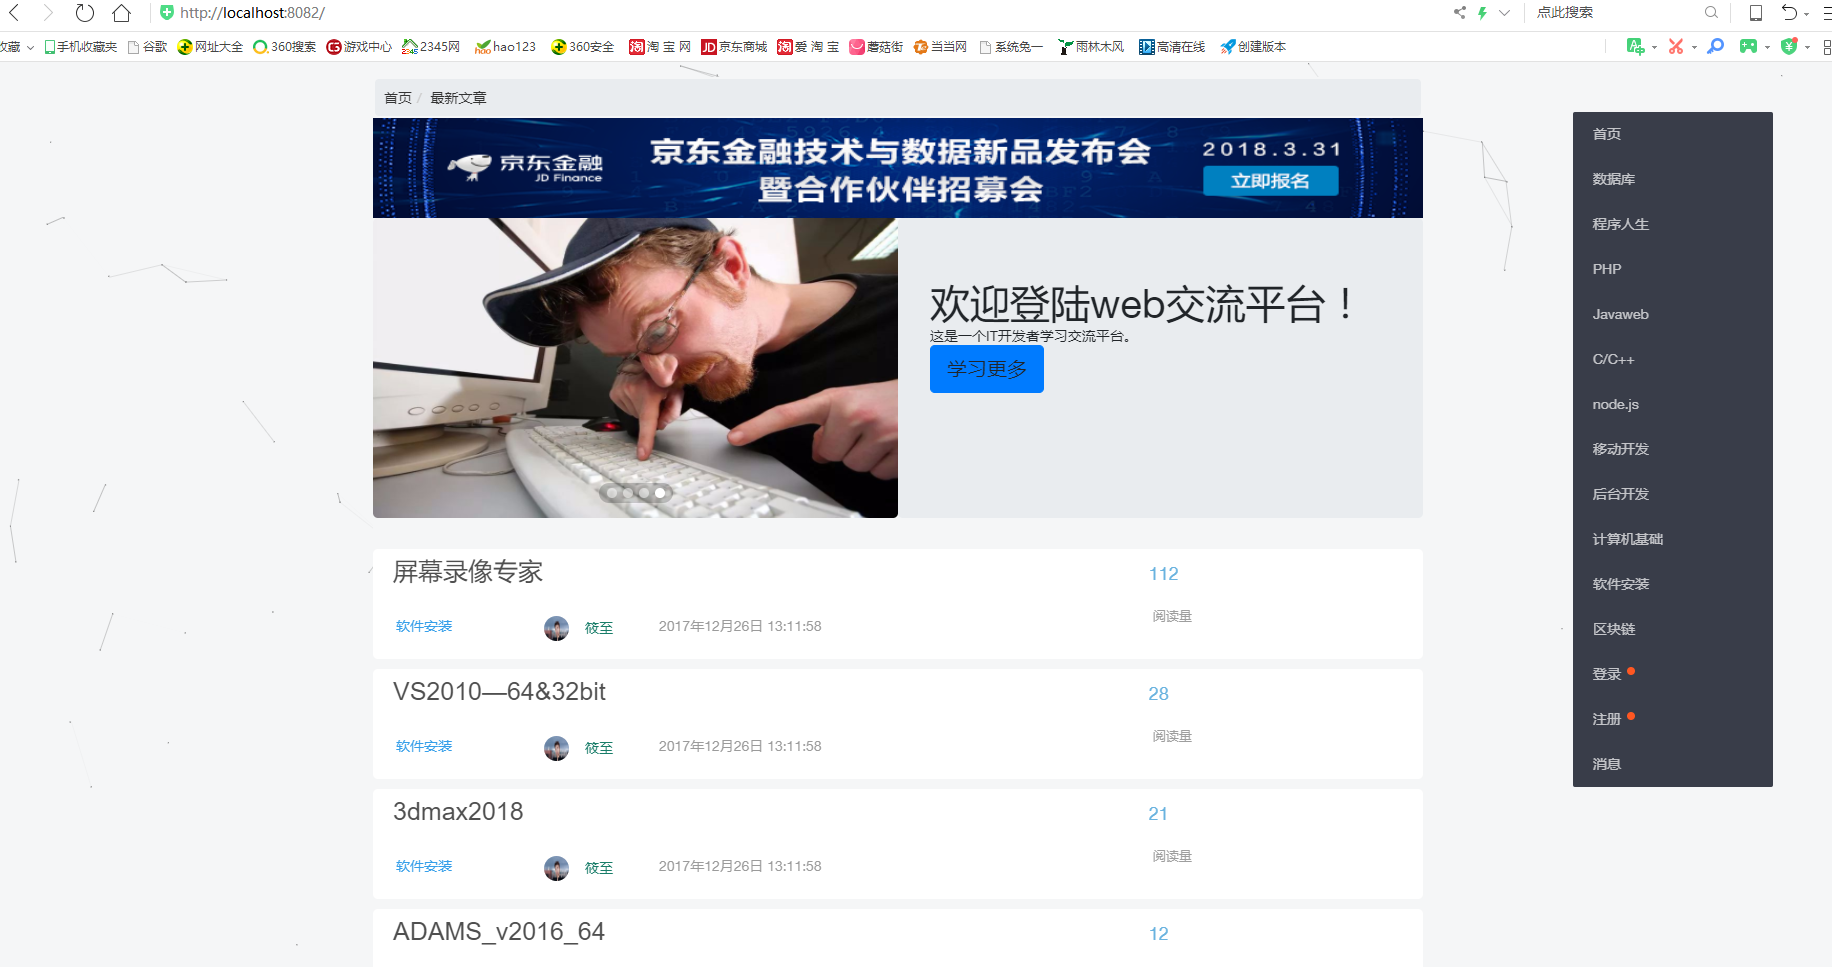 http://localhost:8082/
点此搜索
收藏 手机收藏夹 谷歌 网址大全 360搜索 游戏中心 2345网 hao123 360安全 淘 宝 网 京东商城 爱 淘 宝 蘑菇街 当当网 系统免一 雨林木风 高清在线 创建版本
首页 / 最新文章
京东金融
JD Finance
京东金融技术与数据新品发布会
暨合作伙伴招募会
2018.3.31
立即报名
欢迎登陆web交流平台！
这是一个IT开发者学习交流平台。
学习更多
屏幕录像专家
112
软件安装 筱至 2017年12月26日 13:11:58
阅读量
VS2010—64&32bit
28
软件安装 筱至 2017年12月26日 13:11:58
阅读量
3dmax2018
21
软件安装 筱至 2017年12月26日 13:11:58
阅读量
ADAMS_v2016_64
12
首页
数据库
程序人生
PHP
Javaweb
C/C++
node.js
移动开发
后台开发
计算机基础
软件安装
区块链
登录
注册
消息